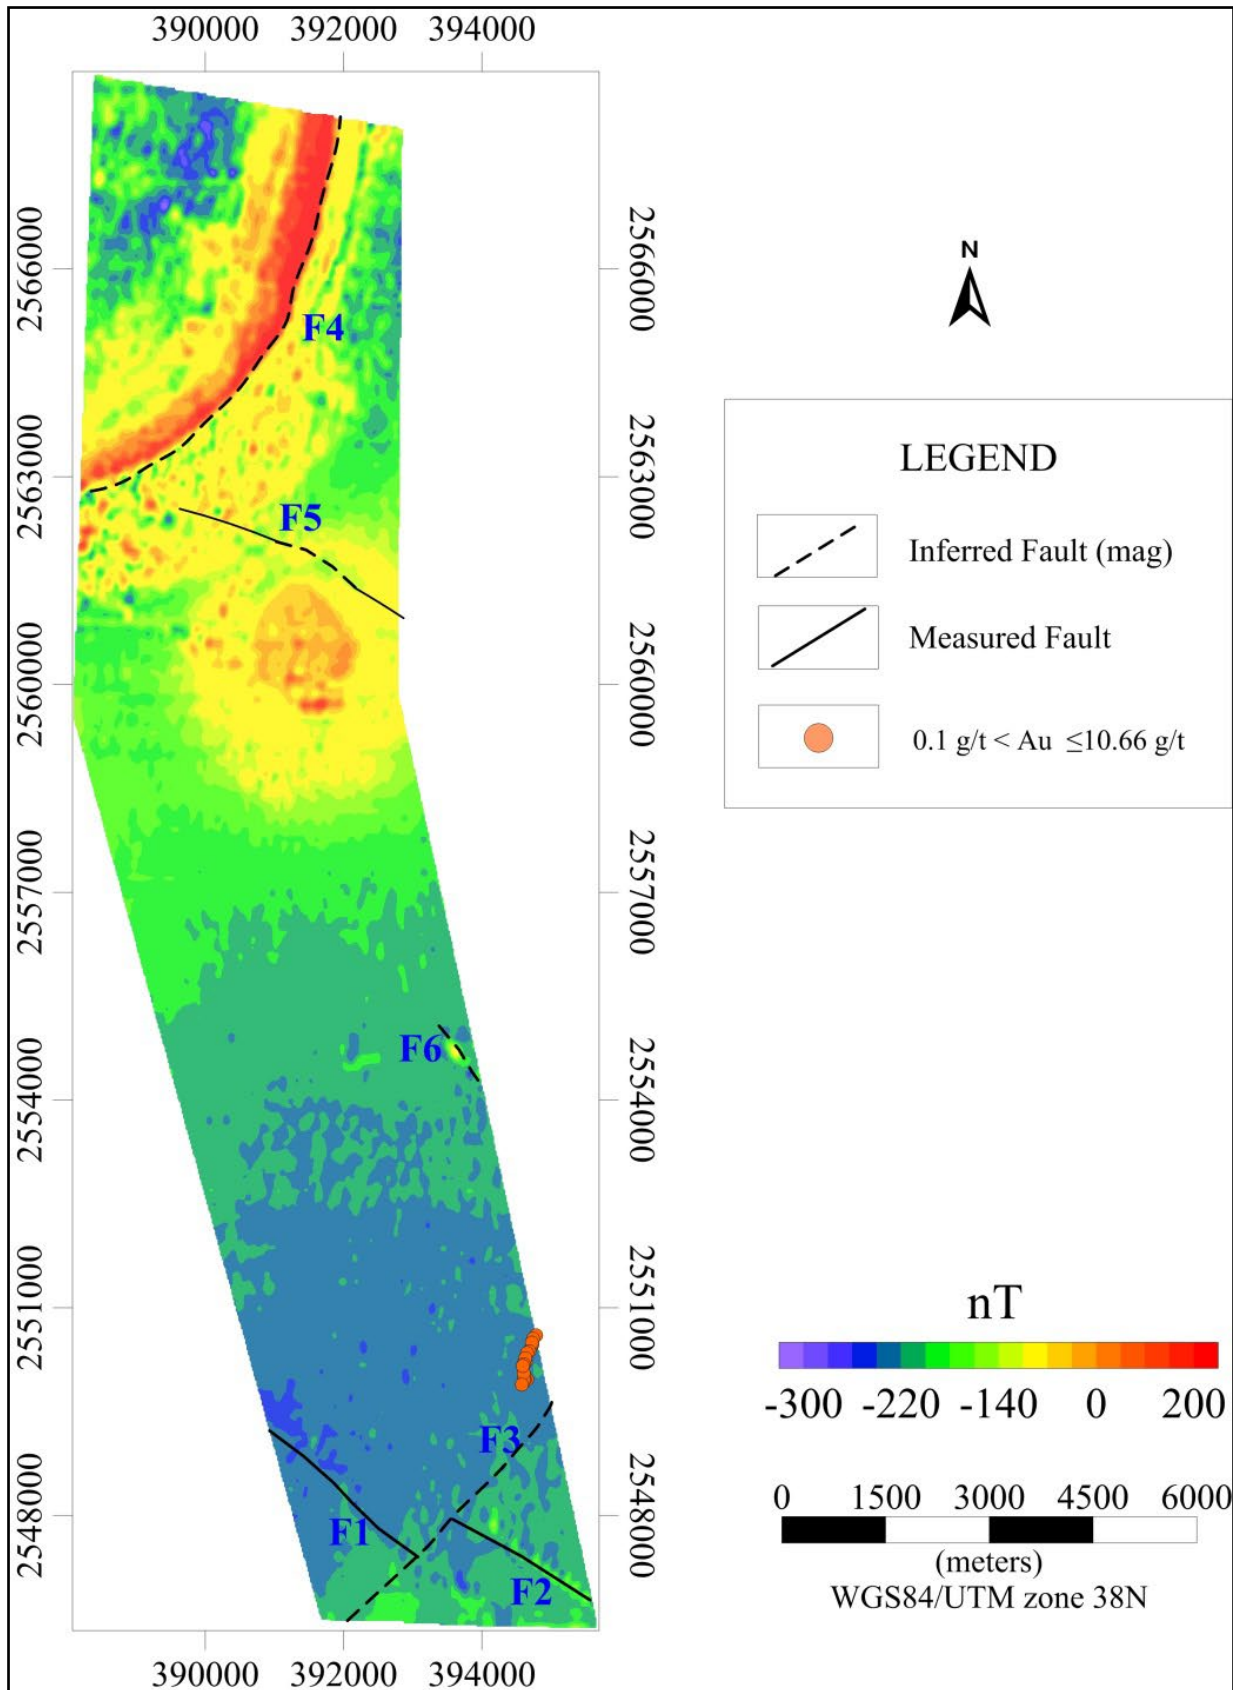 390000 392000 394000
2566000
2563000
2560000
2557000
2554000
2551000
2548000
2566000
2563000
2560000
2557000
2554000
2551000
2548000
F4
F5
F6
F3
F1
F2
390000 392000 394000
N
LEGEND
Inferred Fault (mag)
Measured Fault
0.1 g/t < Au ≤10.66 g/t
nT
-300 -220 -140 0 200
0 1500 3000 4500 6000
(meters)
WGS84/UTM zone 38N